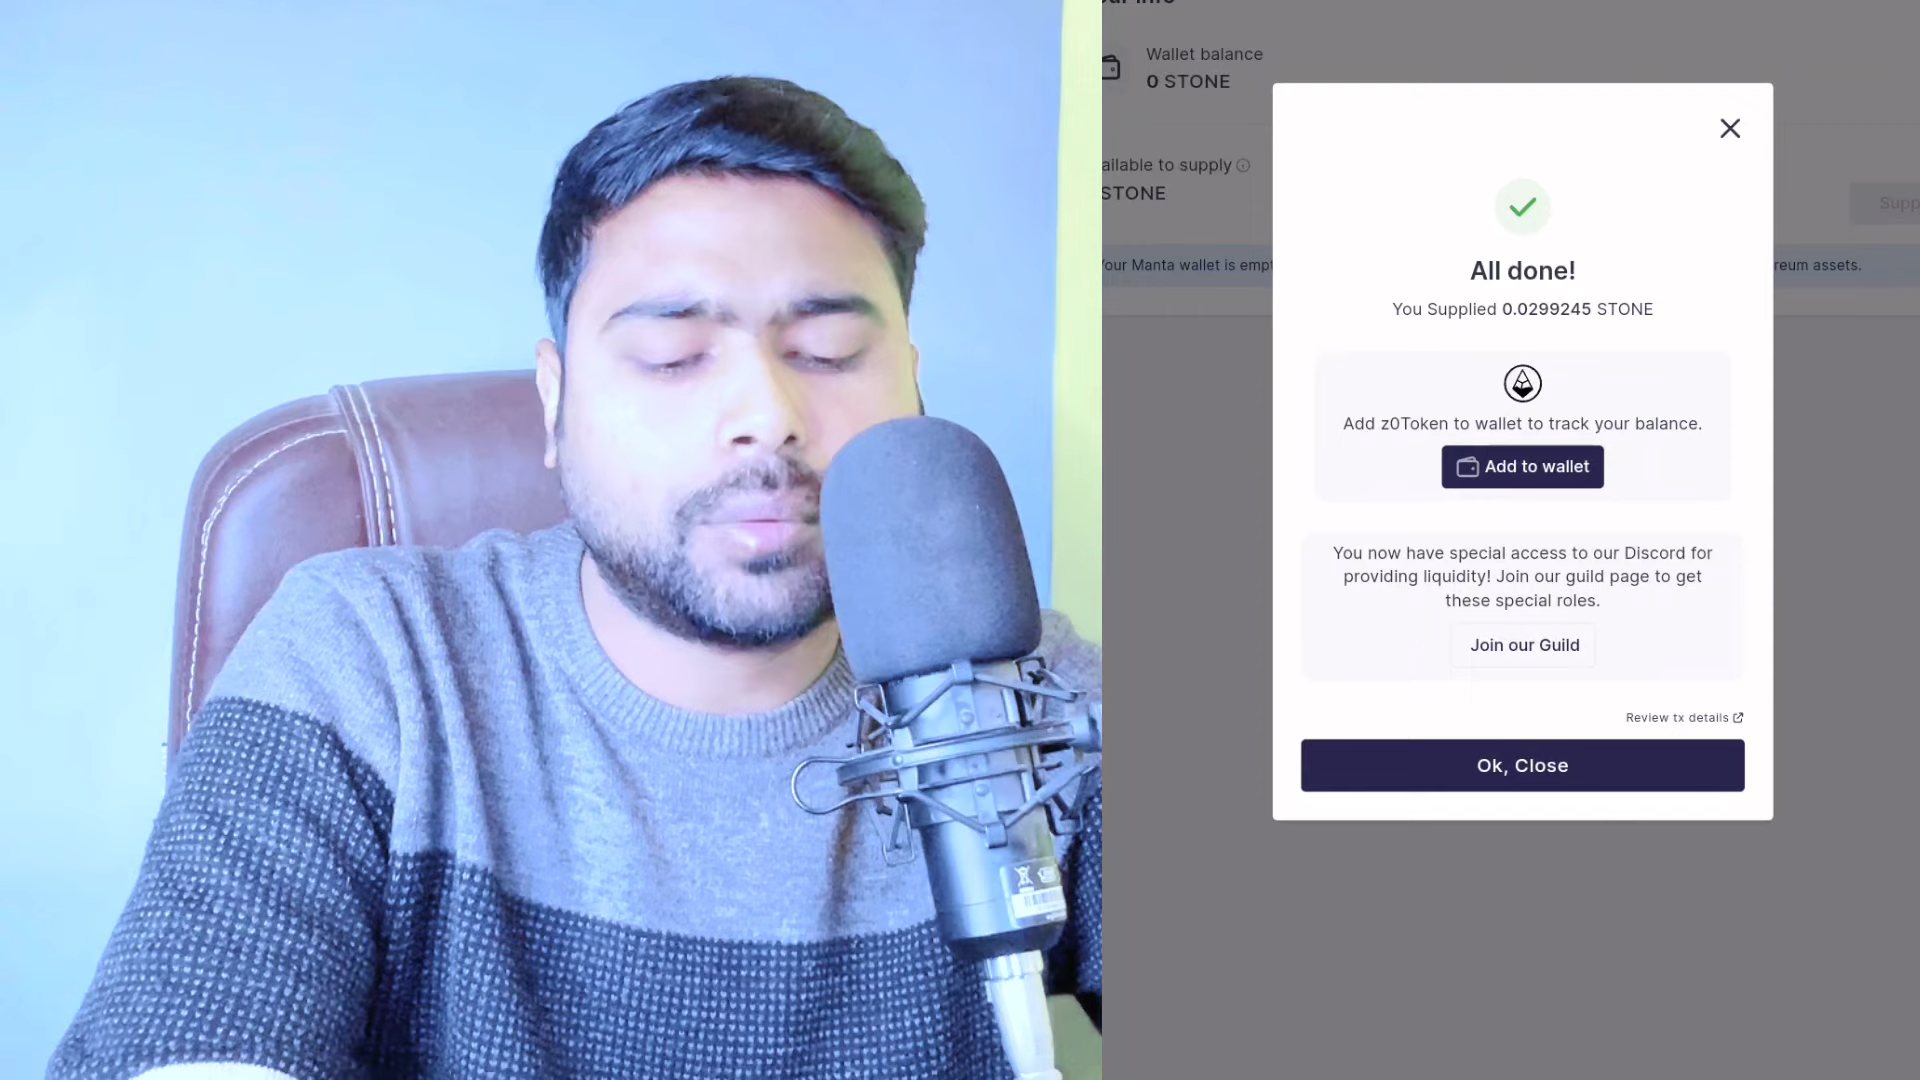 Wallet balance
0 STONE
ailable to supply
STONE
Supp
Your Manta wallet is empt
reum assets.
All done!
You Supplied 0.0299245 STONE
Add z0Token to wallet to track your balance.
Add to wallet
You now have special access to our Discord for
providing liquidity! Join our guild page to get
these special roles.
Join our Guild
Review tx details
Ok, Close